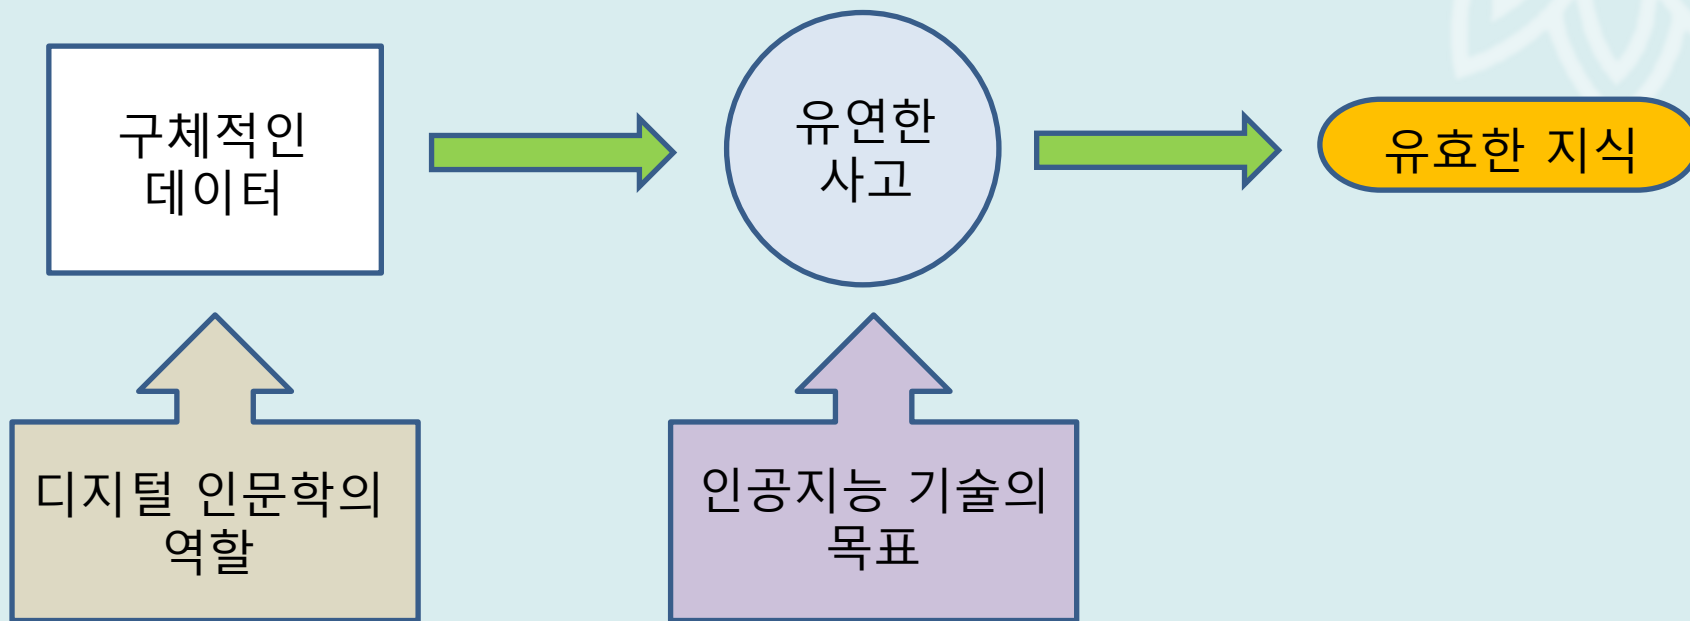 구체적인
데이터
유연한
사고
유효한 지식
디지털 인문학의
역할
인공지능 기술의
목표